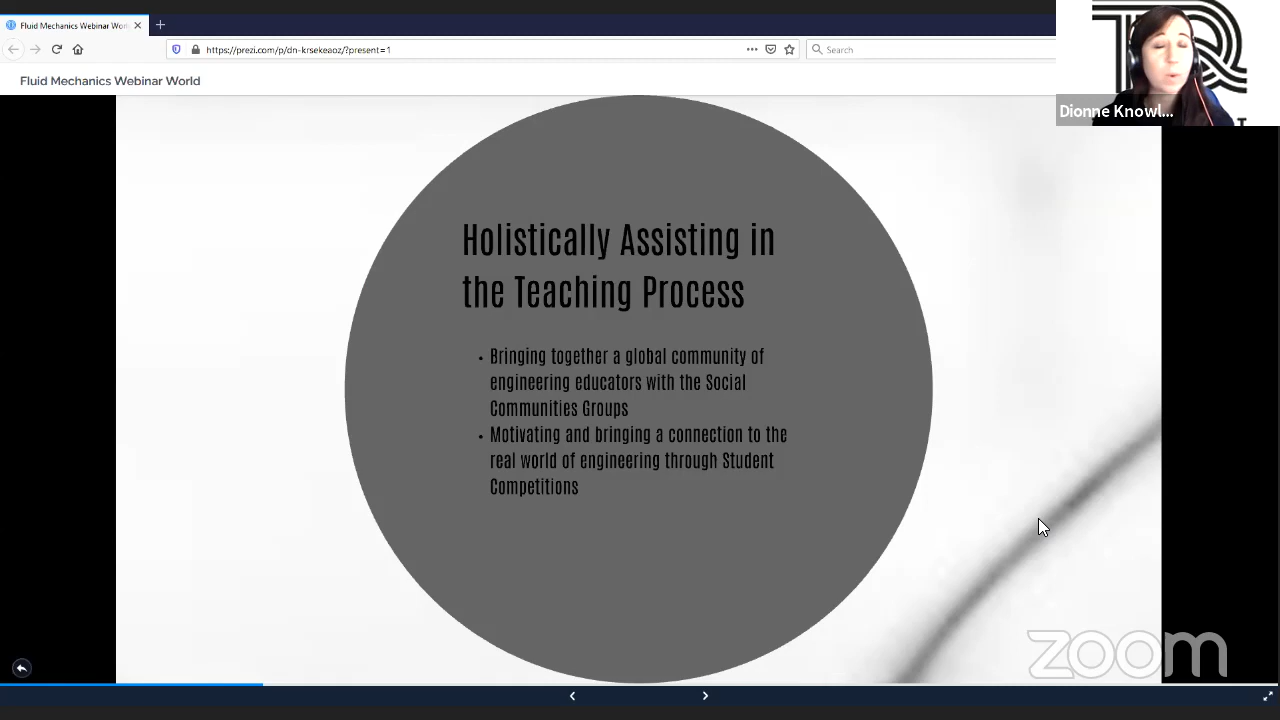 Fluid Mechanics Webinar Worl
https://prezi.com/p/dn-krsekeaoz/?present=1
Search
Fluid Mechanics Webinar World
Dionne Knowl...
Holistically Assisting in
the Teaching Process
• Bringing together a global community of
engineering educators with the Social
Communities Groups
• Motivating and bringing a connection to the
real world of engineering through Student
Competitions
zoom